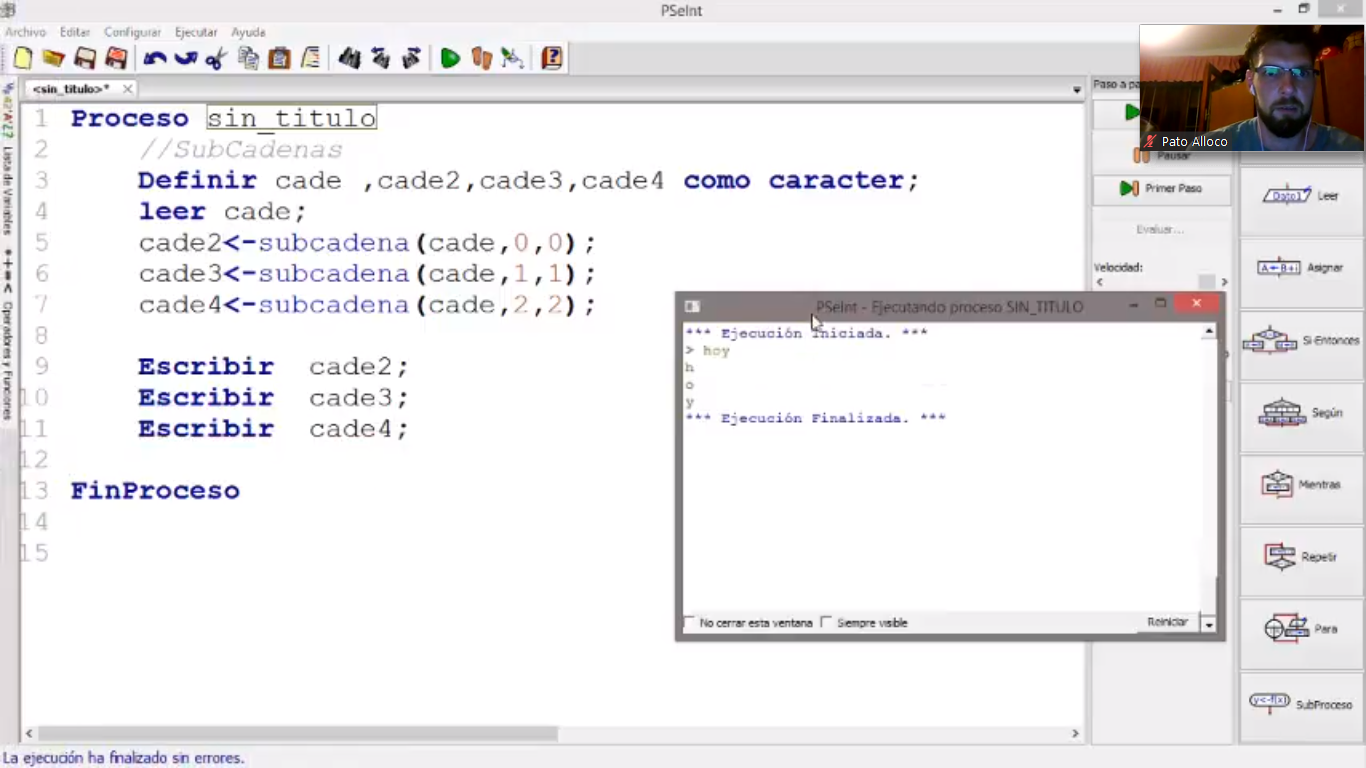 PSeInt
Archivo Editar Configurar Ejecutar Ayuda
<sin_titulo>* ×
Lista de Variables
Operadores y Funciones
1 Proceso sin_titulo
2 //SubCadenas
3 Definir cade ,cade2,cade3,cade4 como caracter;
4 leer cade;
5 cade2<-subcadena(cade,0,0);
6 cade3<-subcadena(cade,1,1);
7 cade4<-subcadena(cade,2,2);
8
9 Escribir cade2;
10 Escribir cade3;
11 Escribir cade4;
12
13 FinProceso
14
15
PSeInt - Ejecutando proceso SIN_TITULO
*** Ejecución Iniciada. ***
> hoy
h
o
y
*** Ejecución Finalizada. ***
No cerrar esta ventana Siempre visible Reiniciar
Paso a pa
Pausar
Primer Paso
Evaluar...
Velocidad:
Pato Alloco
Dato1 Leer
A←B+i Asignar
Si-Entonces
Según
Mientras
Repetir
Para
y<-f(x) SubProceso
La ejecución ha finalizado sin errores.